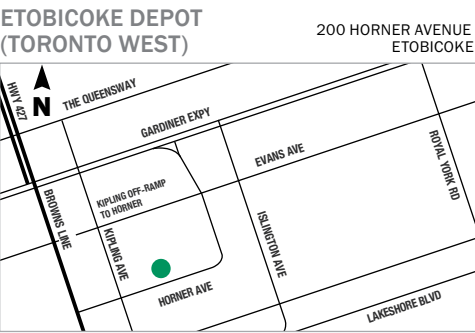 ETOBICOKE DEPOT
(TORONTO WEST)
200 HORNER AVENUE
ETOBICOKE
HWY 427
N
THE QUEENSWAY
GARDINER EXPY
EVANS AVE
ROYAL YORK RD
KIPLING OFF-RAMP
TO HORNER
BROWNS LINE
KIPLING AVE
ISLINGTON AVE
HORNER AVE
LAKESHORE BLVD